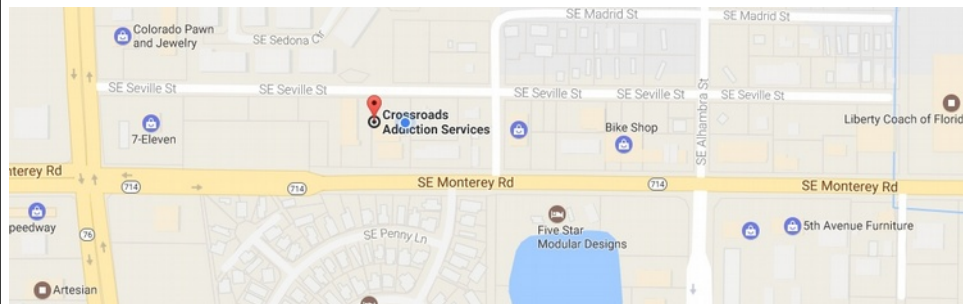 SE Madrid St
SE Madrid St
Colorado Pawn
and Jewelry
SE Sedona Cir
SE Seville St
SE Seville St
SE Seville St
SE Seville St
SE Seville St
SE Alhambra St
Crossroads
Addiction Services
7-Eleven
Bike Shop
Liberty Coach of Florid
nterey Rd
714
714
SE Monterey Rd
714
SE Monterey Rd
peedway
76
SE Penny Ln
Five Star
Modular Designs
5th Avenue Furniture
Artesian